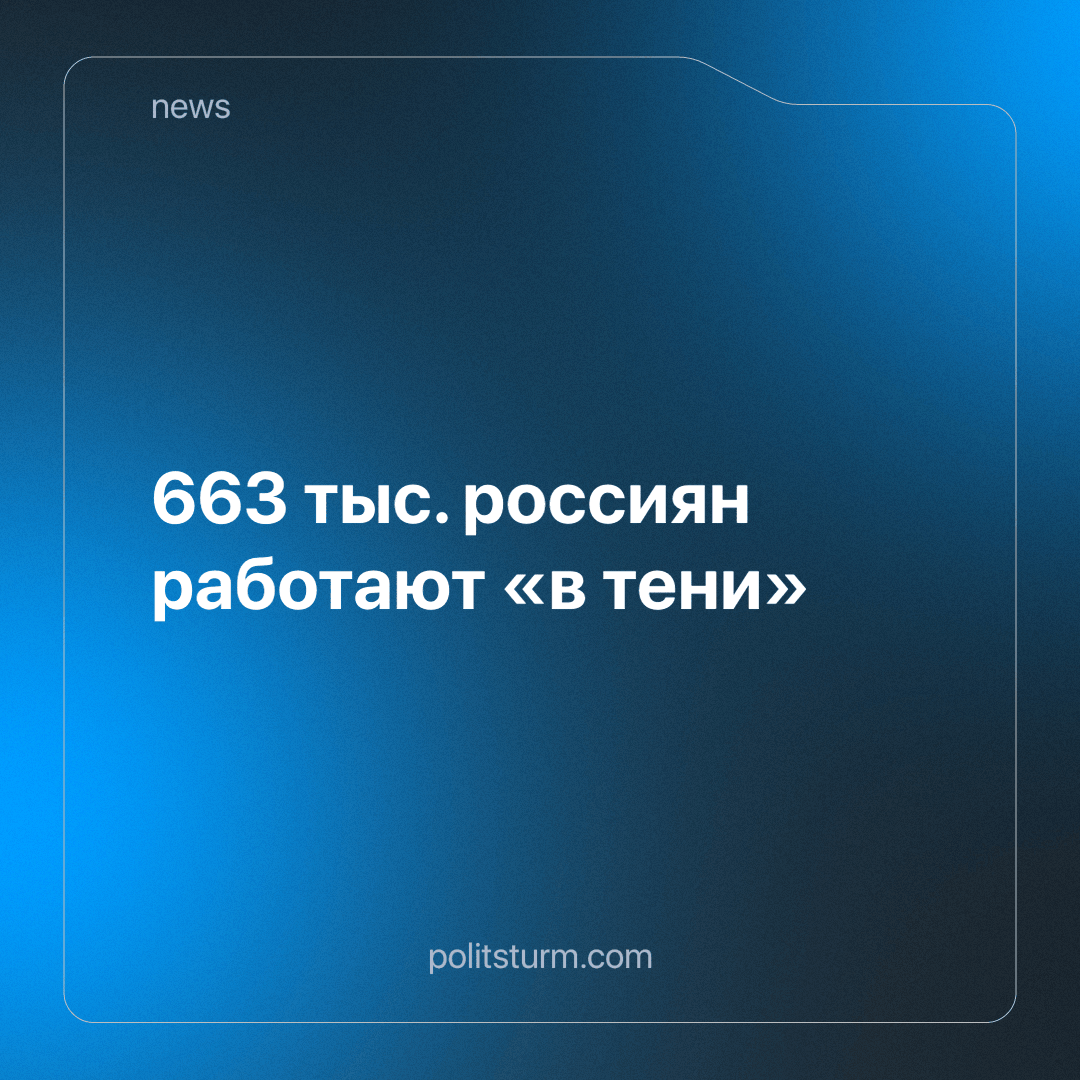 news
663 тыс. россиян
работают «в тени»
politsturm.com